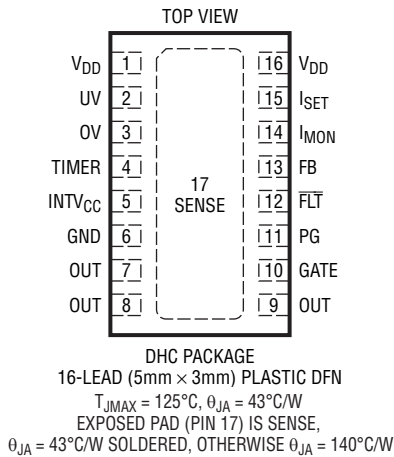 TOP VIEW
VDD 1 16 VDD
UV 2 15 ISET
OV 3 14 IMON
TIMER 4 13 FB
17
SENSE
INTVCC 5 12 FLT
GND 6 11 PG
OUT 7 10 GATE
OUT 8 9 OUT
DHC PACKAGE
16-LEAD (5mm × 3mm) PLASTIC DFN
TJMAX = 125°C, θJA = 43°C/W
EXPOSED PAD (PIN 17) IS SENSE,
θJA = 43°C/W SOLDERED, OTHERWISE θJA = 140°C/W